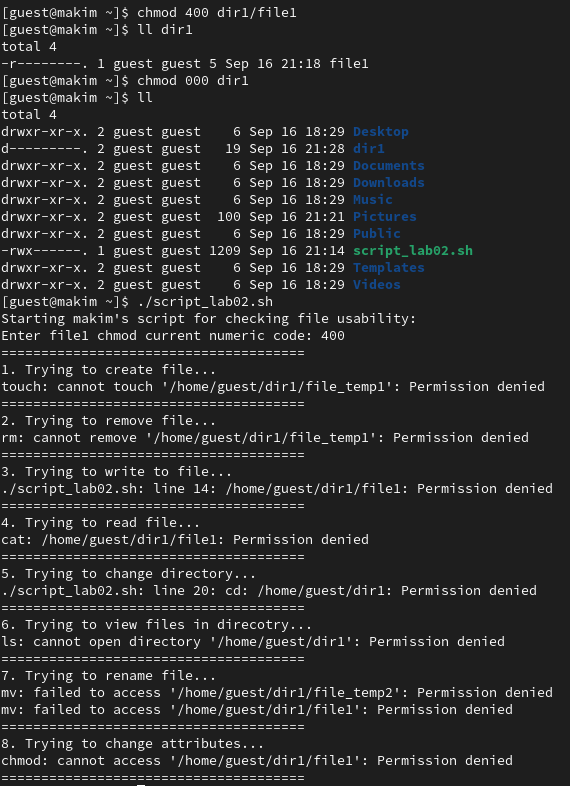 [guest@makim ~]$ chmod 400 dir1/file1
[guest@makim ~]$ ll dir1
total 4
-r--------. 1 guest guest 5 Sep 16 21:18 file1
[guest@makim ~]$ chmod 000 dir1
[guest@makim ~]$ ll
total 4
drwxr-xr-x. 2 guest guest    6 Sep 16 18:29 Desktop
d---------. 2 guest guest   19 Sep 16 21:28 dir1
drwxr-xr-x. 2 guest guest    6 Sep 16 18:29 Documents
drwxr-xr-x. 2 guest guest    6 Sep 16 18:29 Downloads
drwxr-xr-x. 2 guest guest    6 Sep 16 18:29 Music
drwxr-xr-x. 2 guest guest  100 Sep 16 21:21 Pictures
drwxr-xr-x. 2 guest guest    6 Sep 16 18:29 Public
-rwx------. 1 guest guest 1209 Sep 16 21:14 script_lab02.sh
drwxr-xr-x. 2 guest guest    6 Sep 16 18:29 Templates
drwxr-xr-x. 2 guest guest    6 Sep 16 18:29 Videos
[guest@makim ~]$ ./script_lab02.sh
Starting makim's script for checking file usability:
Enter file1 chmod current numeric code: 400
======================================
1. Trying to create file...
touch: cannot touch '/home/guest/dir1/file_temp1': Permission denied
======================================
2. Trying to remove file...
rm: cannot remove '/home/guest/dir1/file_temp1': Permission denied
======================================
3. Trying to write to file...
./script_lab02.sh: line 14: /home/guest/dir1/file1: Permission denied
======================================
4. Trying to read file...
cat: /home/guest/dir1/file1: Permission denied
======================================
5. Trying to change directory...
./script_lab02.sh: line 20: cd: /home/guest/dir1: Permission denied
======================================
6. Trying to view files in direcotry...
ls: cannot open directory '/home/guest/dir1': Permission denied
======================================
7. Trying to rename file...
mv: failed to access '/home/guest/dir1/file_temp2': Permission denied
mv: failed to access '/home/guest/dir1/file1': Permission denied
======================================
8. Trying to change attributes...
chmod: cannot access '/home/guest/dir1/file1': Permission denied
======================================